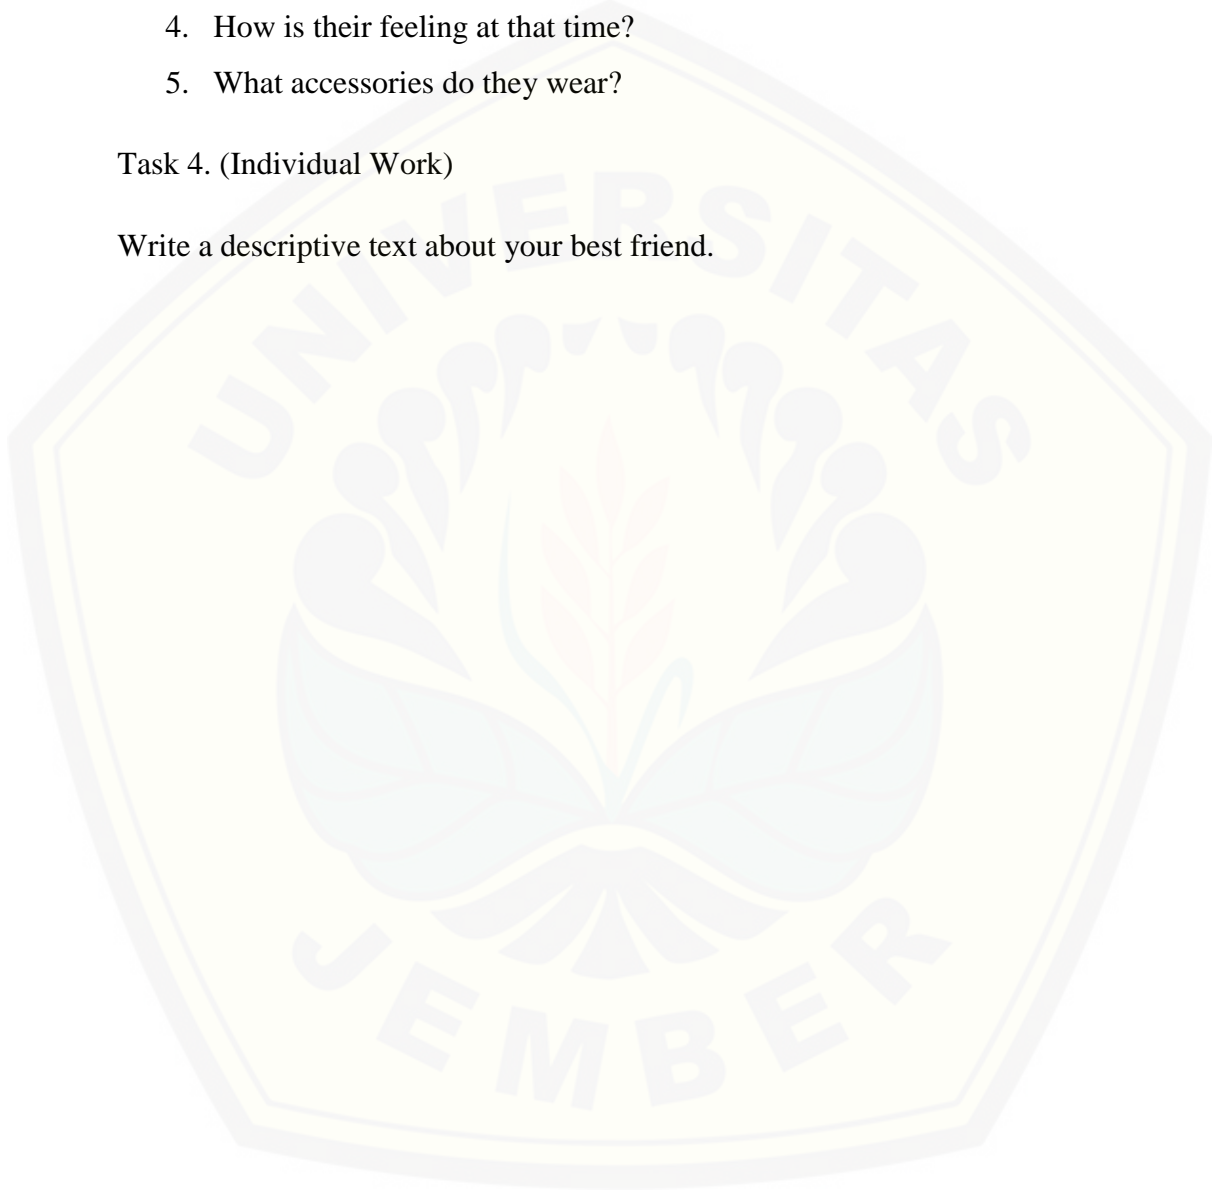 4. How is their feeling at that time?
5. What accessories do they wear?
Task 4. (Individual Work)
Write a descriptive text about your best friend.
UNIVERSITAS
JEMBER